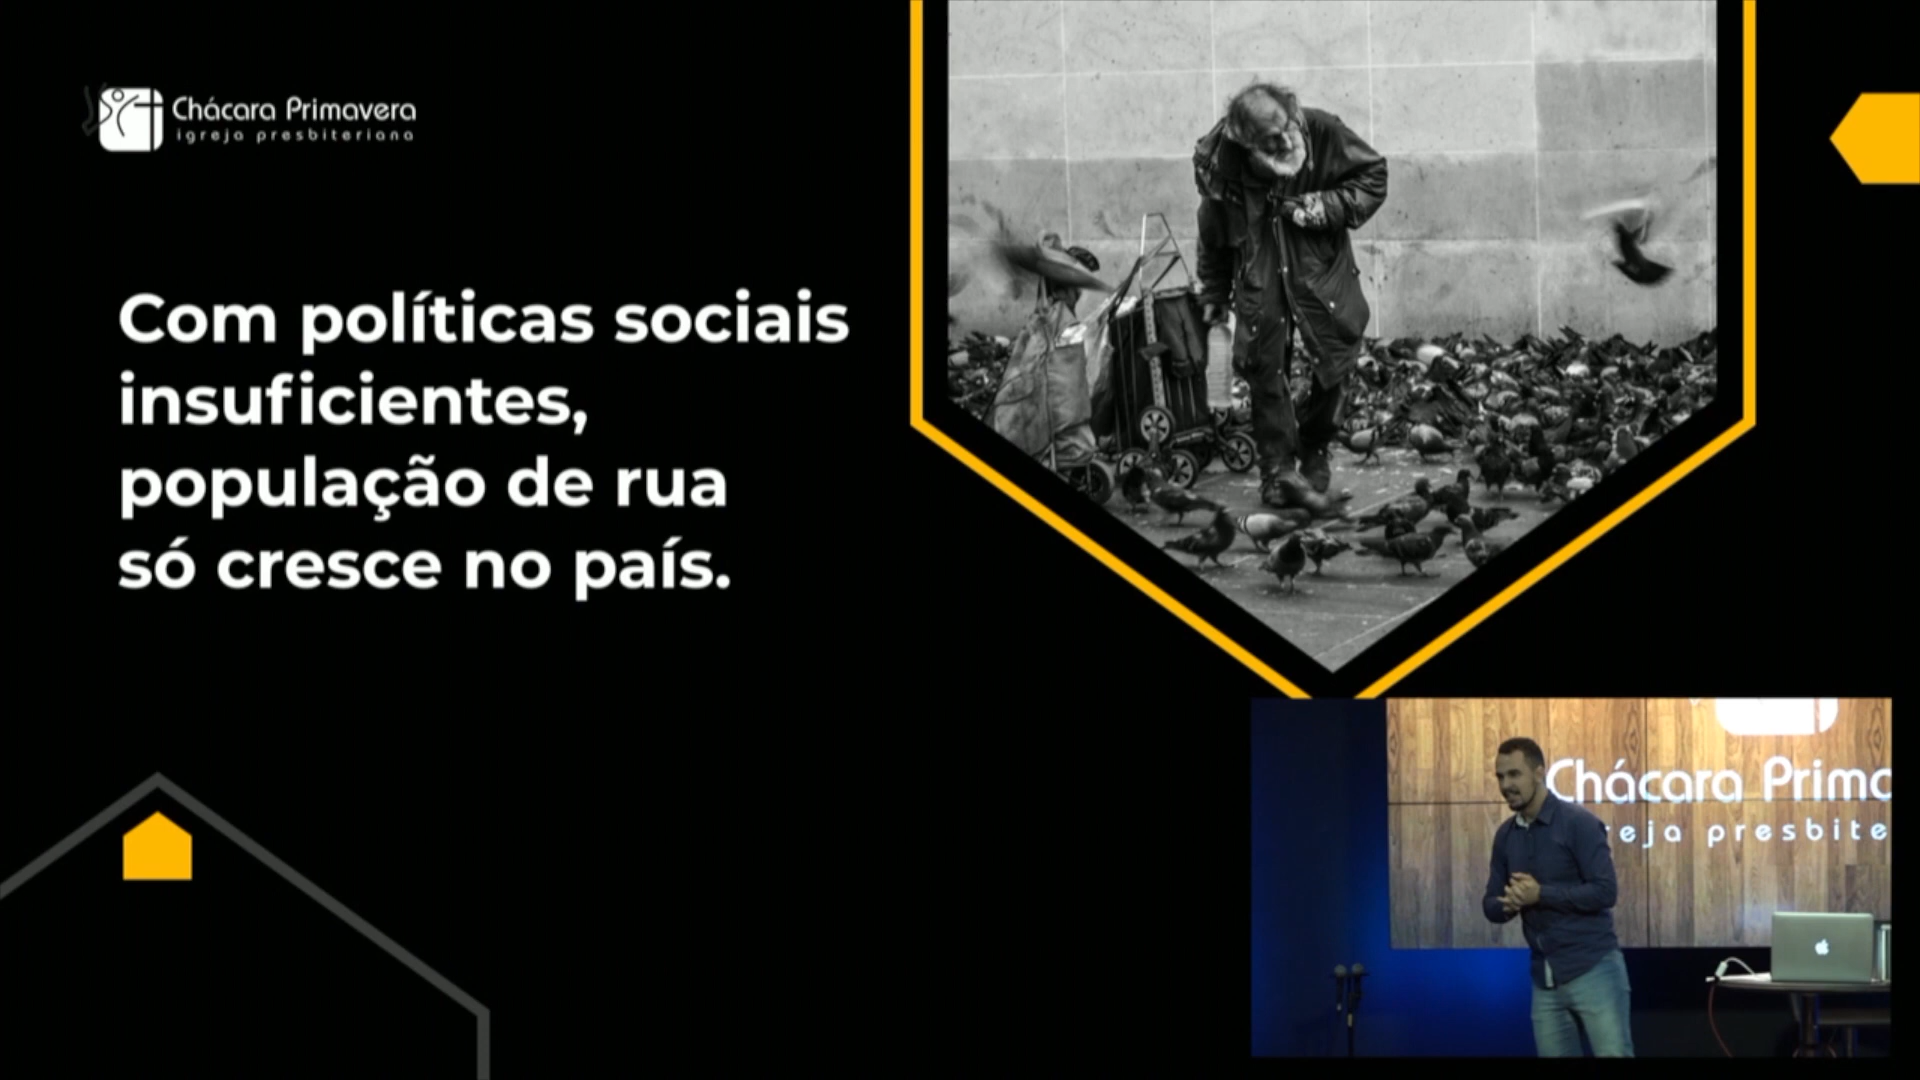 Chácara Primavera
igreja presbiteriana
Com políticas sociais
insuficientes,
população de rua
só cresce no país.
Chácara Prima
eja presbite